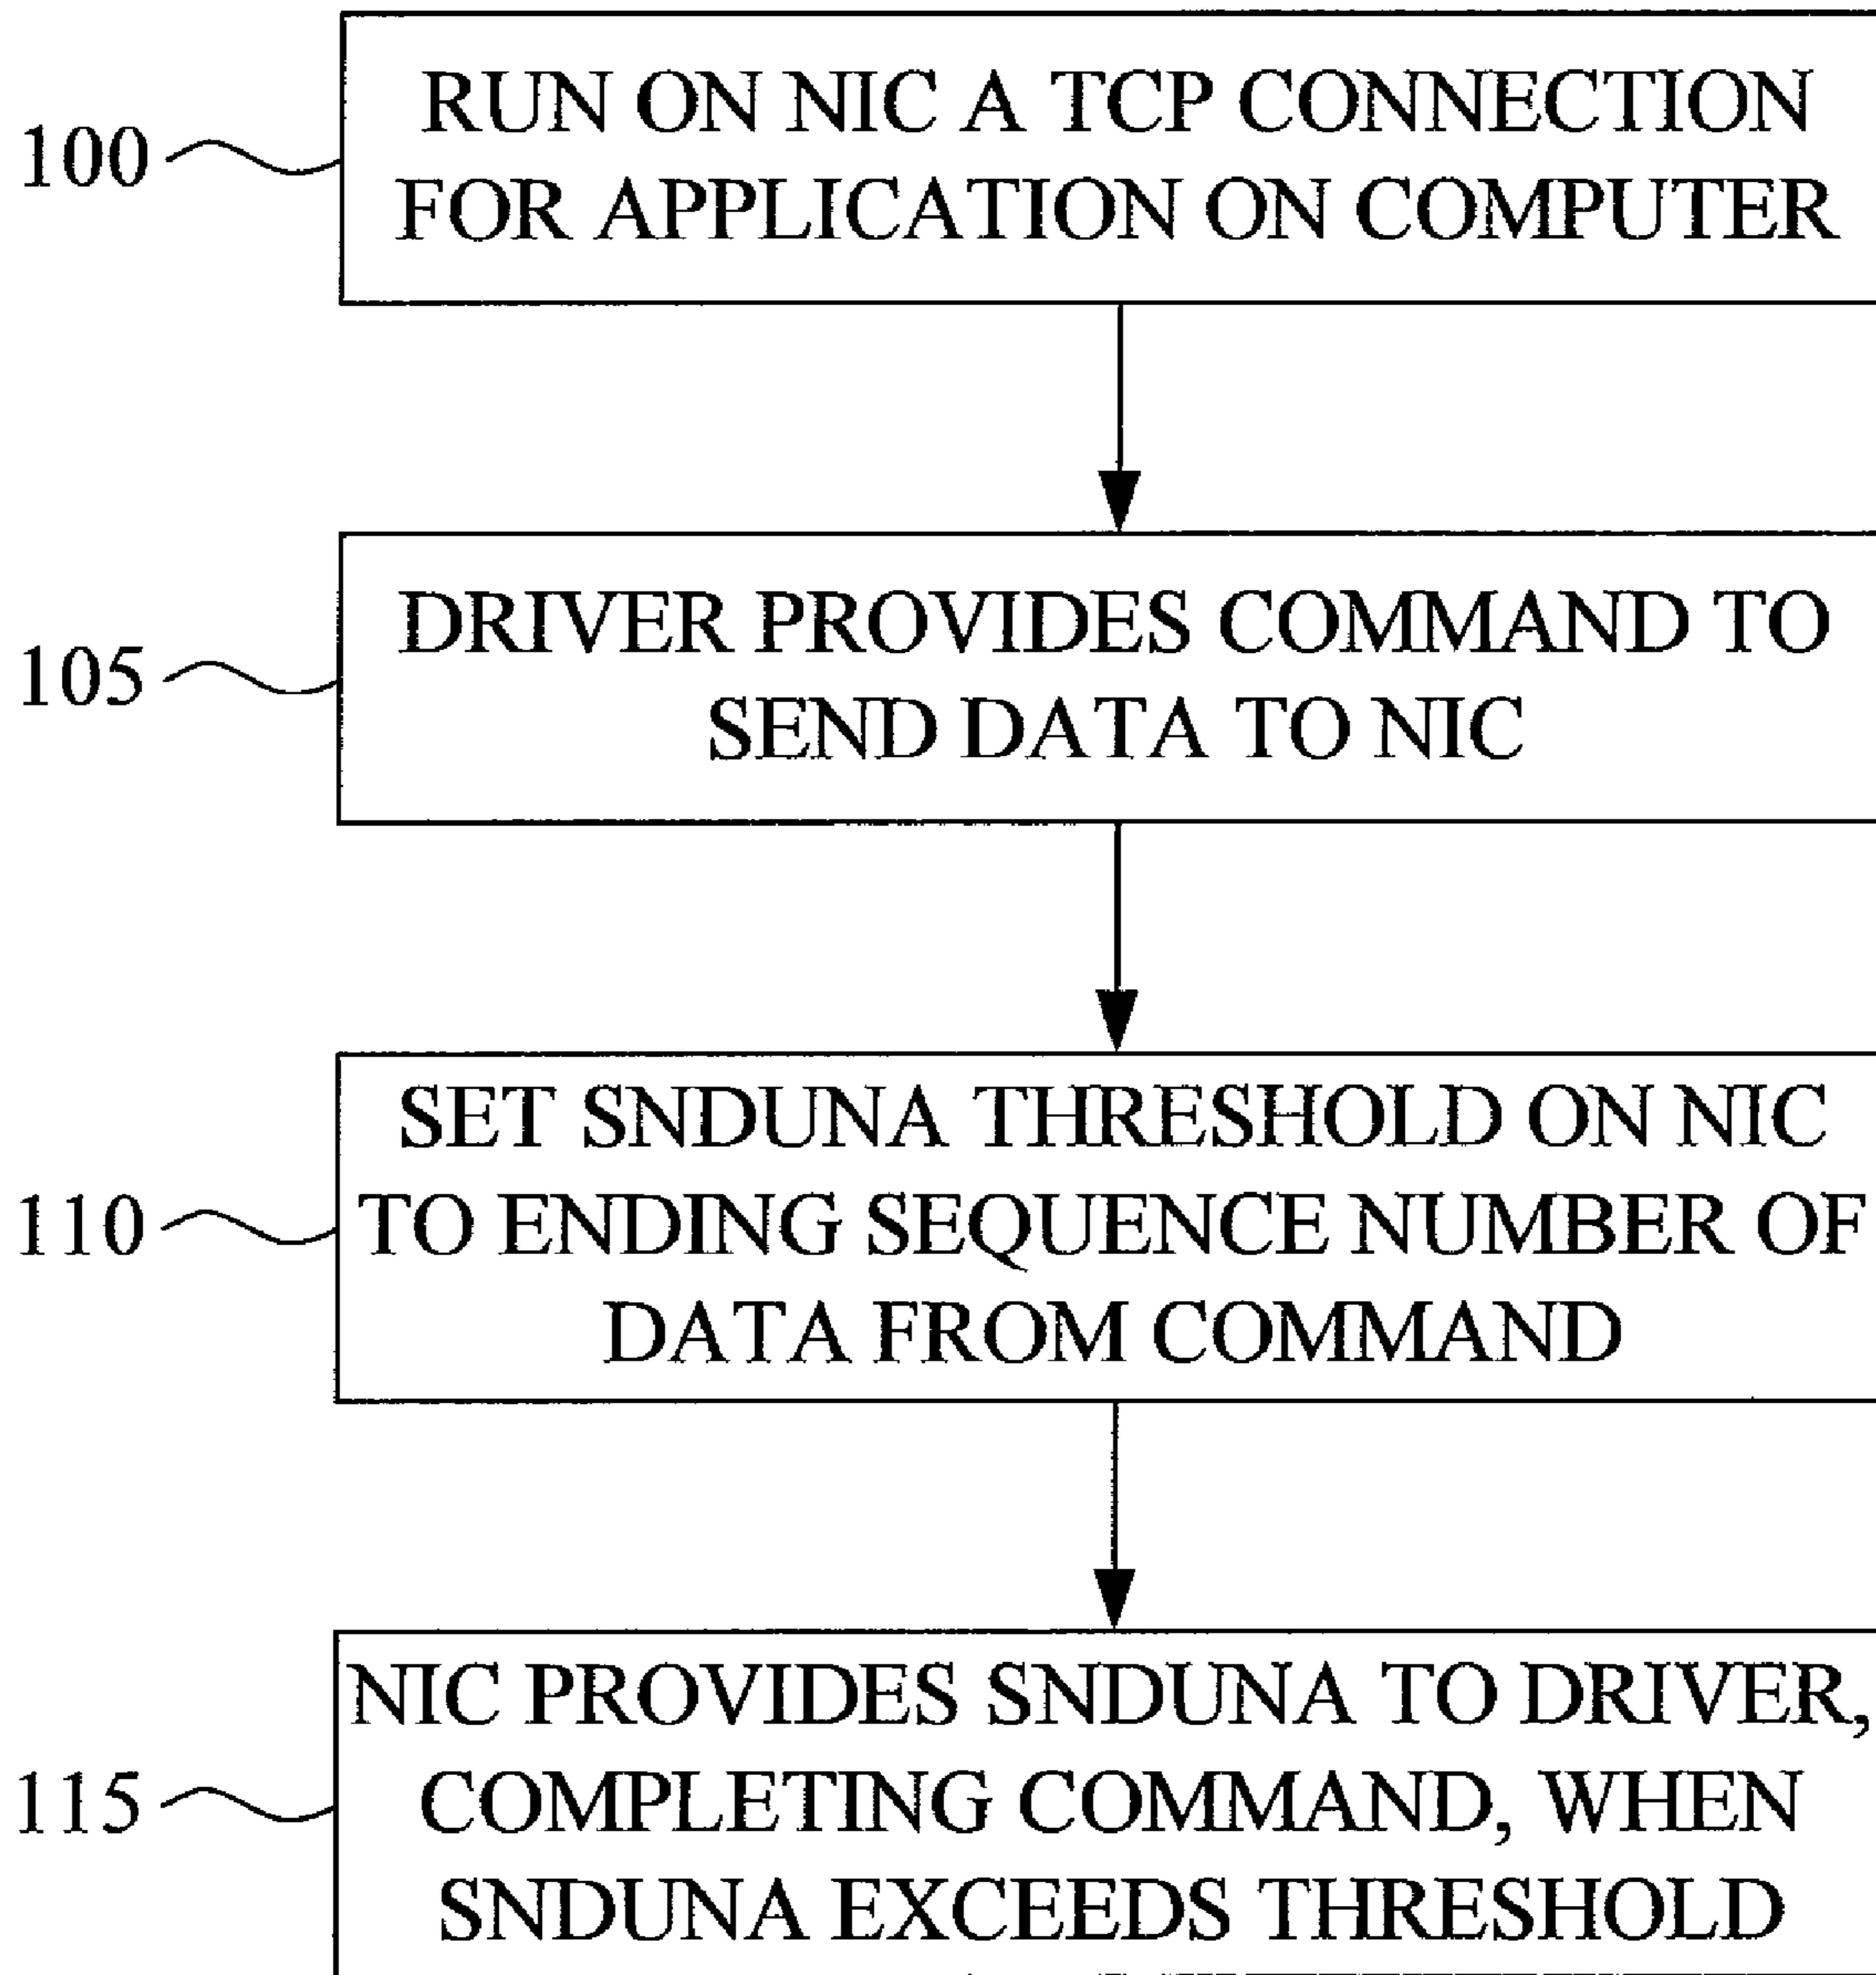 100
RUN ON NIC A TCP CONNECTION
FOR APPLICATION ON COMPUTER
105
DRIVER PROVIDES COMMAND TO
SEND DATA TO NIC
110
SET SNDUNA THRESHOLD ON NIC
TO ENDING SEQUENCE NUMBER OF
DATA FROM COMMAND
115
NIC PROVIDES SNDUNA TO DRIVER,
COMPLETING COMMAND, WHEN
SNDUNA EXCEEDS THRESHOLD